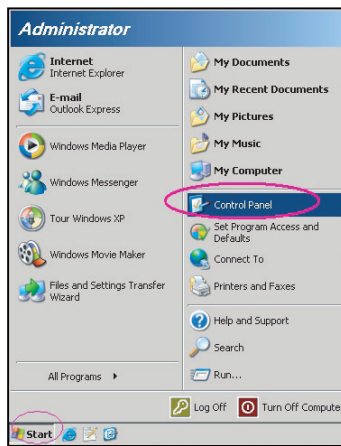 Administrator
Internet
Internet Explorer
E-mail
Outlook Express
Windows Media Player
Windows Messenger
Tour Windows XP
Windows Movie Maker
Files and Settings Transfer
Wizard
All Programs
My Documents
My Recent Documents
My Pictures
My Music
My Computer
Control Panel
Set Program Access and
Defaults
Connect To
Printers and Faxes
Help and Support
Search
Run...
Log Off
Turn Off Compute
Start